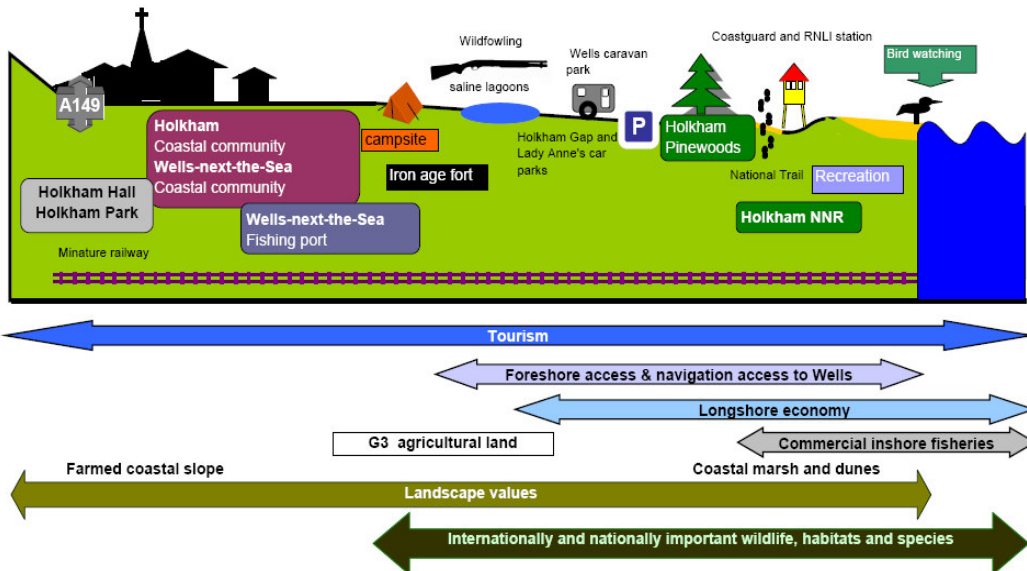 Coastguard and RNLI station
Wildfowling
Wells caravan
park
Bird watching
saline lagoons
A149
P
Holkham
Coastal community
Wells-next-the-Sea
Coastal community
campsite
Holkham Gap and
Lady Anne's car
parks
Holkham
Pinewoods
Iron age fort
National Trail
Recreation
Holkham Hall
Holkham Park
Wells-next-the-Sea
Fishing port
Holkham NNR
Minature railway
Tourism
Foreshore access & navigation access to Wells
Longshore economy
G3 agricultural land
Commercial inshore fisheries
Farmed coastal slope
Coastal marsh and dunes
Landscape values
Internationally and nationally important wildlife, habitats and species